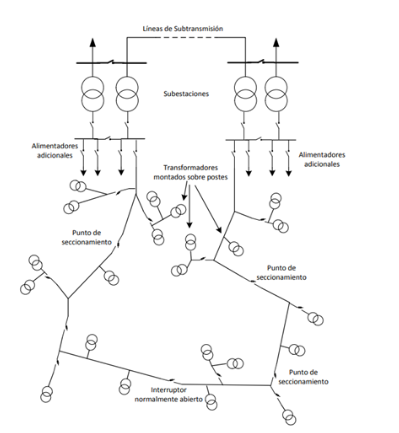 Líneas de Subtransmisión
Subestaciones
Alimentadores
adicionales
Transformadores
montados sobre postes
Alimentadores
adicionales
Punto de
seccionamiento
Punto de
seccionamiento
Punto de
seccionamiento
Interruptor
normalmente abierto